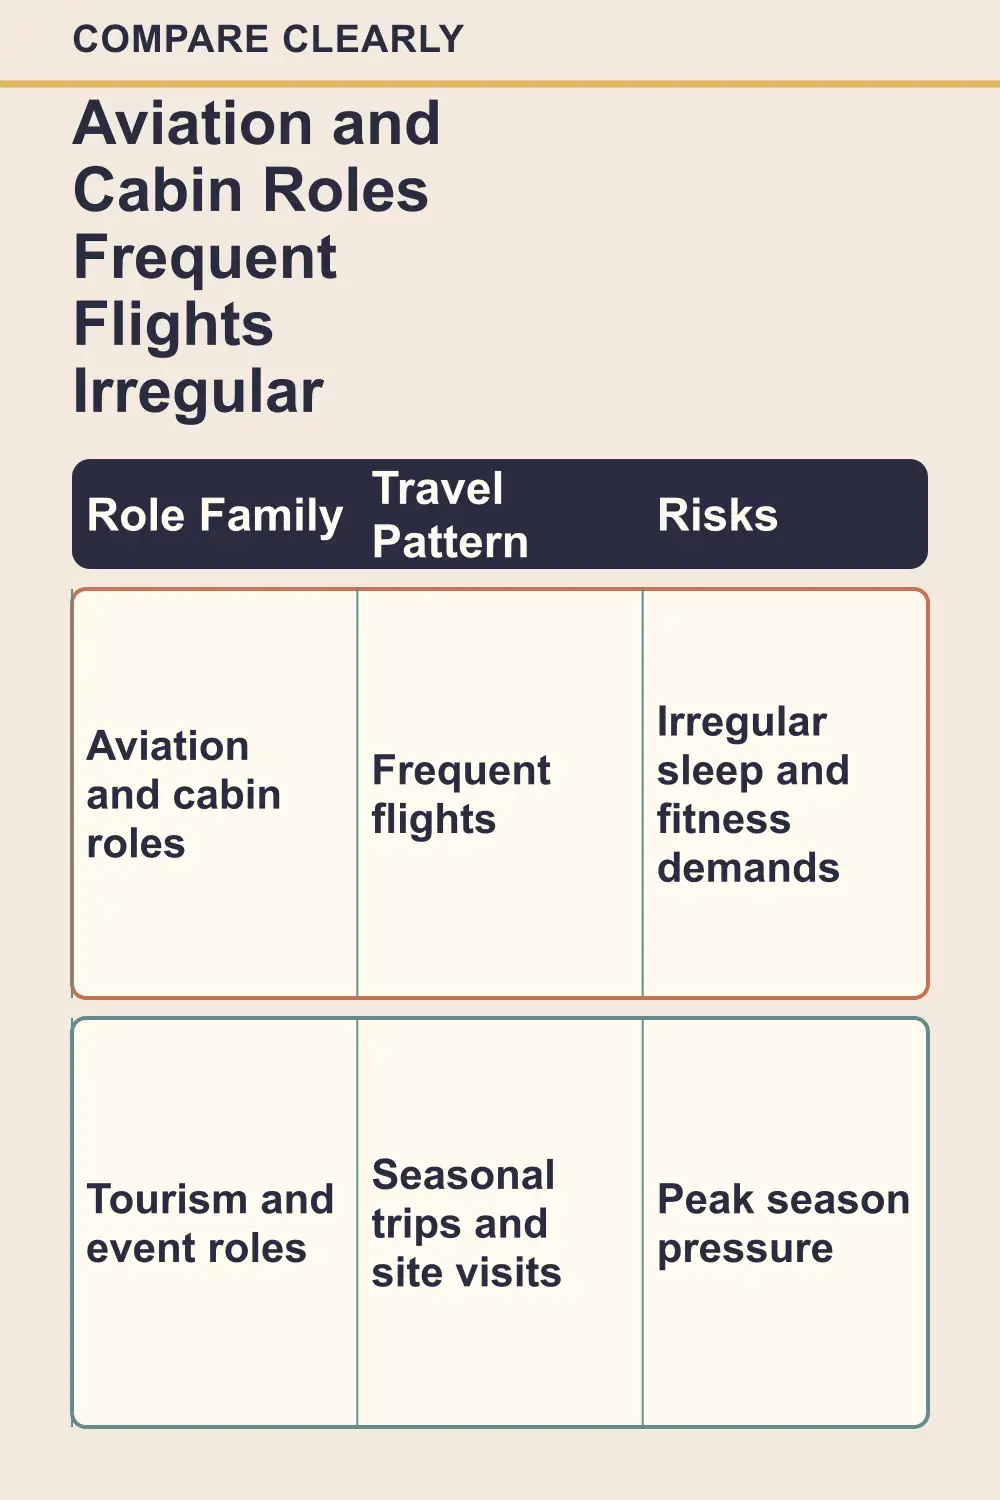 COMPARE CLEARLY
Aviation and
Cabin Roles
Frequent
Flights
Irregular
Role Family
Travel
Pattern
Risks
Aviation
and cabin
roles
Frequent
flights
Irregular
sleep and
fitness
demands
Tourism and
event roles
Seasonal
trips and
site visits
Peak season
pressure